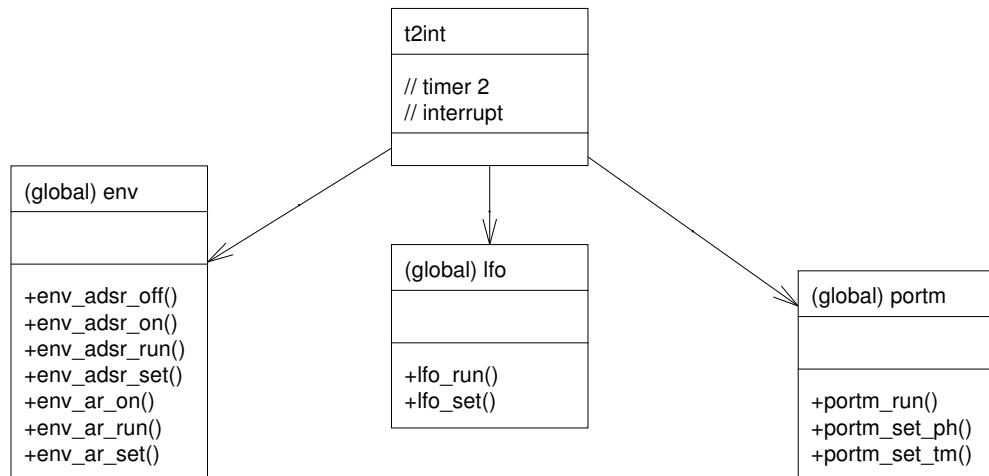 t2int
// timer 2
// interrupt
(global) env
+env_adsr_off()
+env_adsr_on()
+env_adsr_run()
+env_adsr_set()
+env_ar_on()
+env_ar_run()
+env_ar_set()
(global) lfo
+lfo_run()
+lfo_set()
(global) portm
+portm_run()
+portm_set_ph()
+portm_set_tm()